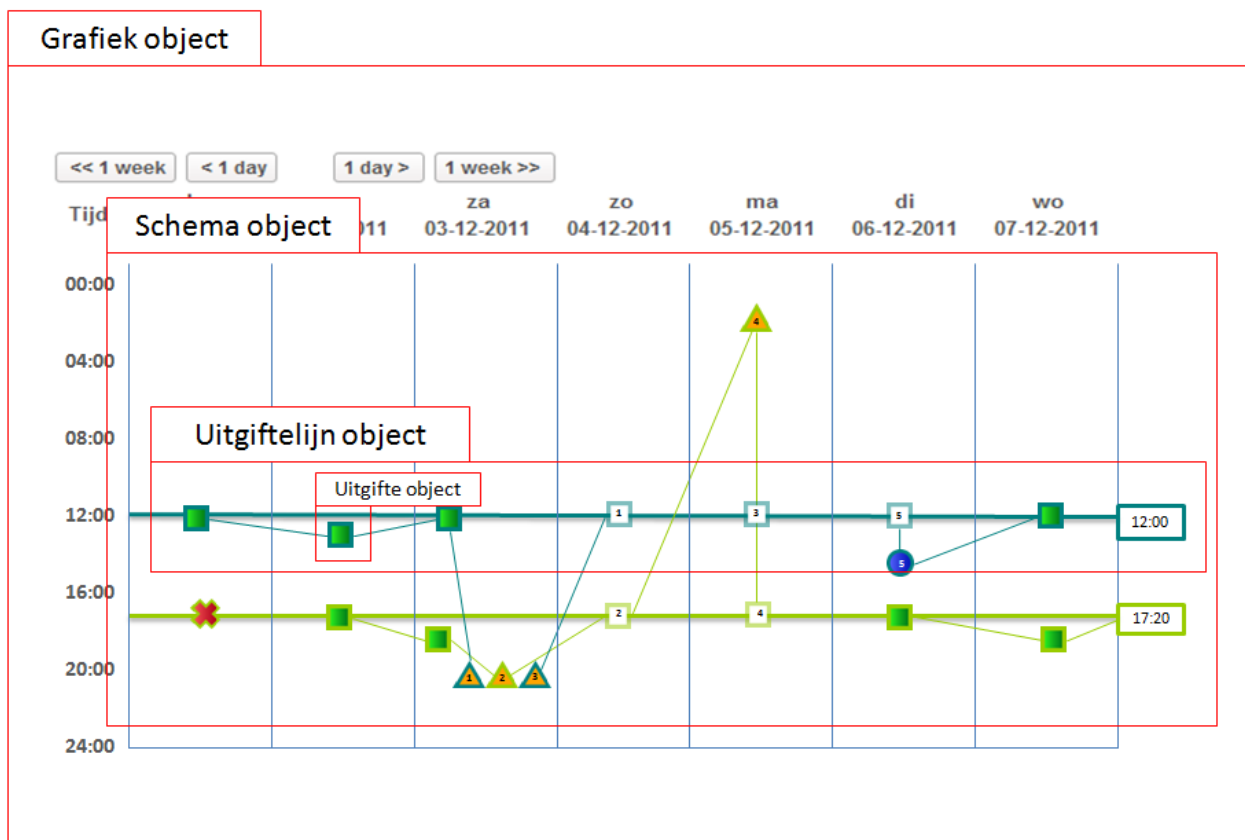 Grafiek object
<< 1 week < 1 day 1 day > 1 week >>
za zo ma di wo
Tijd 011 03-12-2011 04-12-2011 05-12-2011 06-12-2011 07-12-2011
Schema object
00:00
4
04:00
08:00
Uitgiftelijn object
Uitgifte object
12:00
1 3 5
12:00
5
16:00
2 4
17:20
20:00
1 2 3
24:00